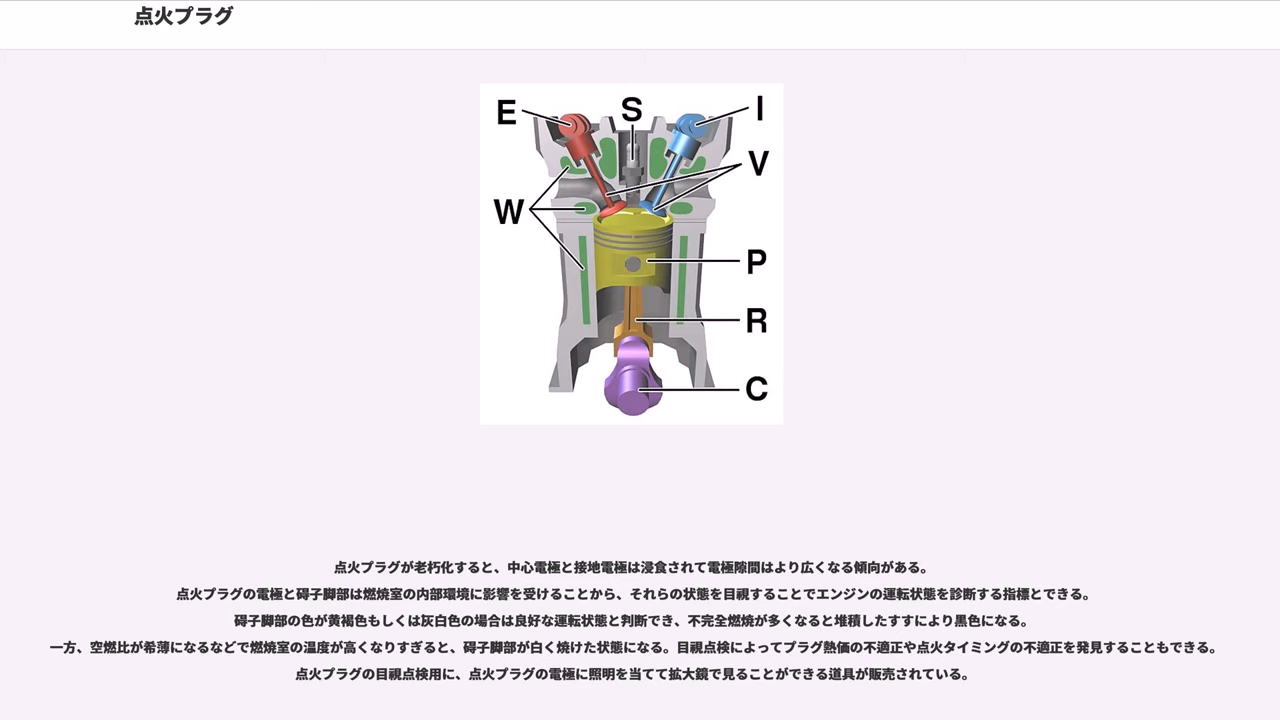 点火プラグ
E
S
I
V
W
P
R
C
点火プラグが老朽化すると、中心電極と接地電極は浸食されて電極隙間はより広くなる傾向がある。
点火プラグの電極と碍子脚部は燃焼室の内部環境に影響を受けることから、それらの状態を目視することでエンジンの運転状態を診断する指標とできる。
碍子脚部の色が黄褐色もしくは灰白色の場合は良好な運転状態と判断でき、不完全燃焼が多くなると堆積したすすにより黒色になる。
一方、空燃比が希薄になるなどで燃焼室の温度が高くなりすぎると、碍子脚部が白く焼けた状態になる。目視点検によってプラグ熱価の不適正や点火タイミングの不適正を発見することもできる。
点火プラグの目視点検用に、点火プラグの電極に照明を当てて拡大鏡で見ることができる道具が販売されている。